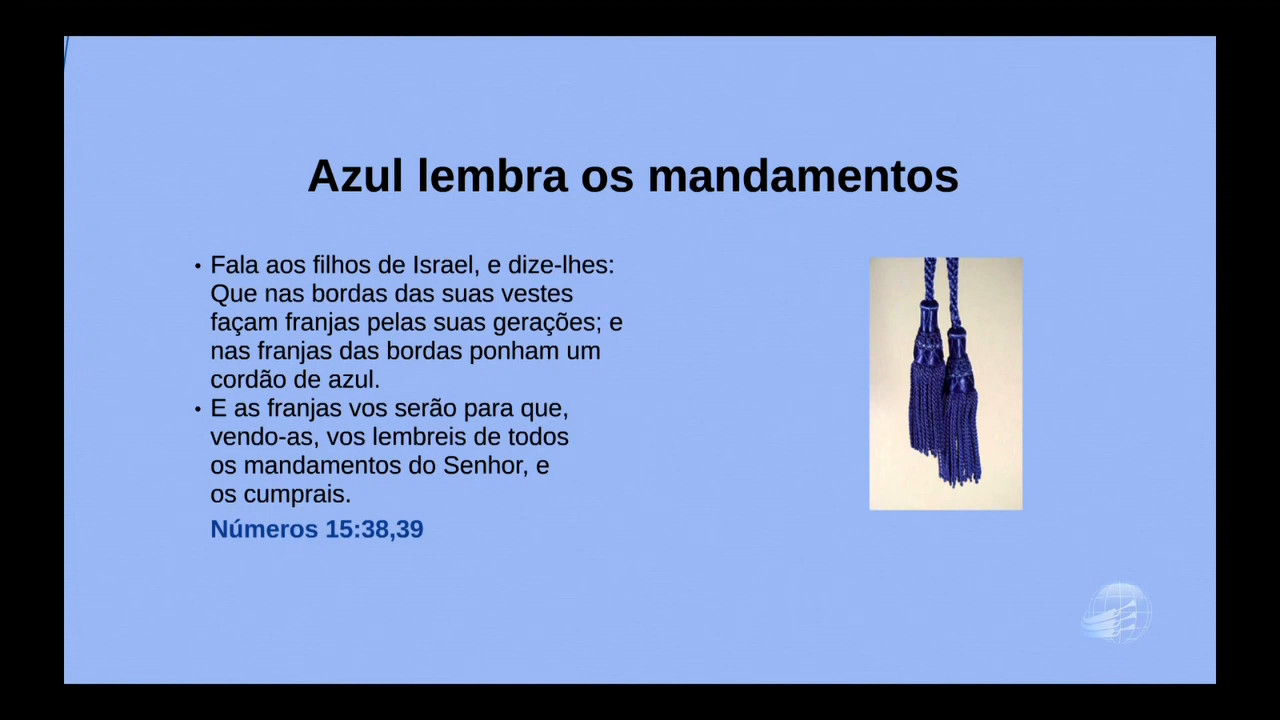 Azul lembra os mandamentos
• Fala aos filhos de Israel, e dize-lhes:
Que nas bordas das suas vestes
façam franjas pelas suas gerações; e
nas franjas das bordas ponham um
cordão de azul.
• E as franjas vos serão para que,
vendo-as, vos lembreis de todos
os mandamentos do Senhor, e
os cumprais.
Números 15:38,39